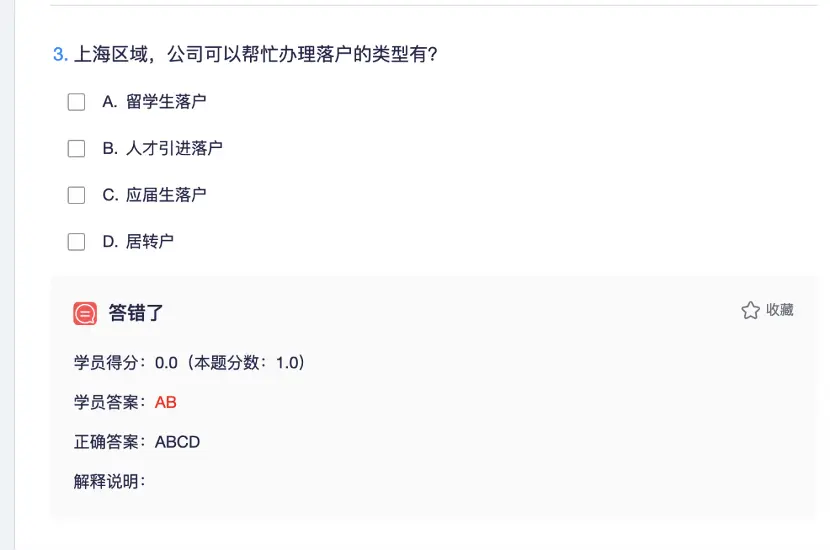 3. 上海区域，公司可以帮忙办理落户的类型有?
A. 留学生落户
B. 人才引进落户
C. 应届生落户
D. 居转户
答错了
收藏
学员得分：0.0（本题分数：1.0）
学员答案：AB
正确答案：ABCD
解释说明：